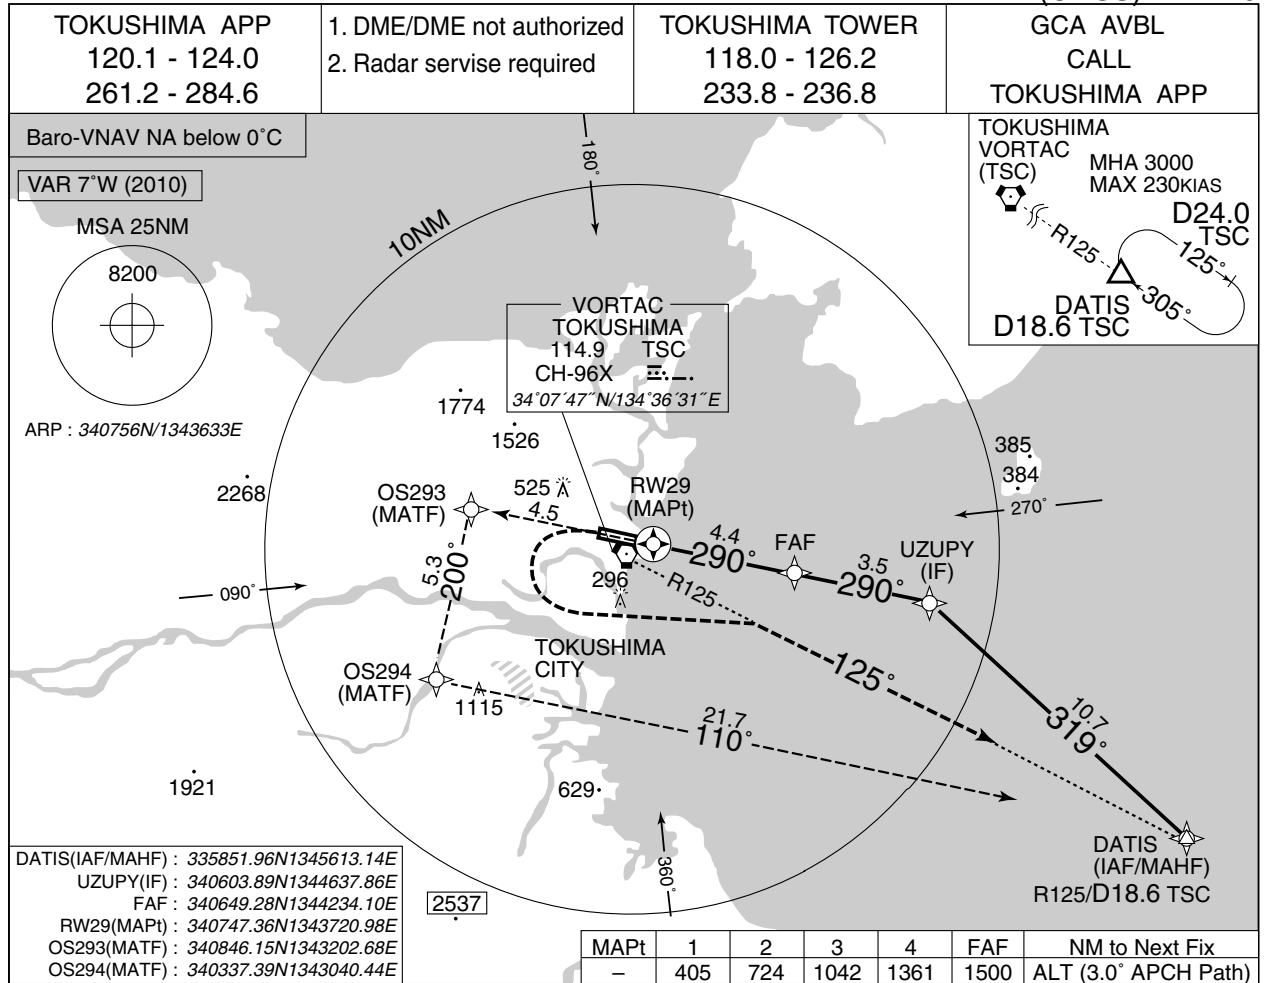 TOKUSHIMA APP
120.1 - 124.0
261.2 - 284.6
1. DME/DME not authorized
2. Radar servise required
TOKUSHIMA TOWER
118.0 - 126.2
233.8 - 236.8
GCA AVBL
CALL
TOKUSHIMA APP
Baro-VNAV NA below 0˚C
VAR 7˚W (2010)
MSA 25NM
8200
ARP : 340756N/1343633E
10NM
180˚
TOKUSHIMA
VORTAC
(TSC)
MHA 3000
MAX 230KIAS
D24.0
TSC
R125
125˚
305˚
DATIS
D18.6 TSC
VORTAC
TOKUSHIMA
114.9 TSC
CH-96X
34˚07´47˝N/134˚36´31˝E
1774
1526
2268
385
384
270˚
OS293
(MATF)
525
4.5
RW29
(MAPt)
4.4
290˚
FAF
3.5
290˚
UZUPY
(IF)
296
R125
090˚
5.3
200˚
TOKUSHIMA
CITY
OS294
(MATF)
1115
125˚
21.7
110˚
10.7
319˚
1921
629
360˚
DATIS
(IAF/MAHF)
R125/D18.6 TSC
2537
DATIS(IAF/MAHF) : 335851.96N1345613.14E
UZUPY(IF) : 340603.89N1344637.86E
FAF : 340649.28N1344234.10E
RW29(MAPt) : 340747.36N1343720.98E
OS293(MATF) : 340846.15N1343202.68E
OS294(MATF) : 340337.39N1343040.44E
MAPt 1 2 3 4 FAF NM to Next Fix
– 405 724 1042 1361 1500 ALT (3.0˚ APCH Path)